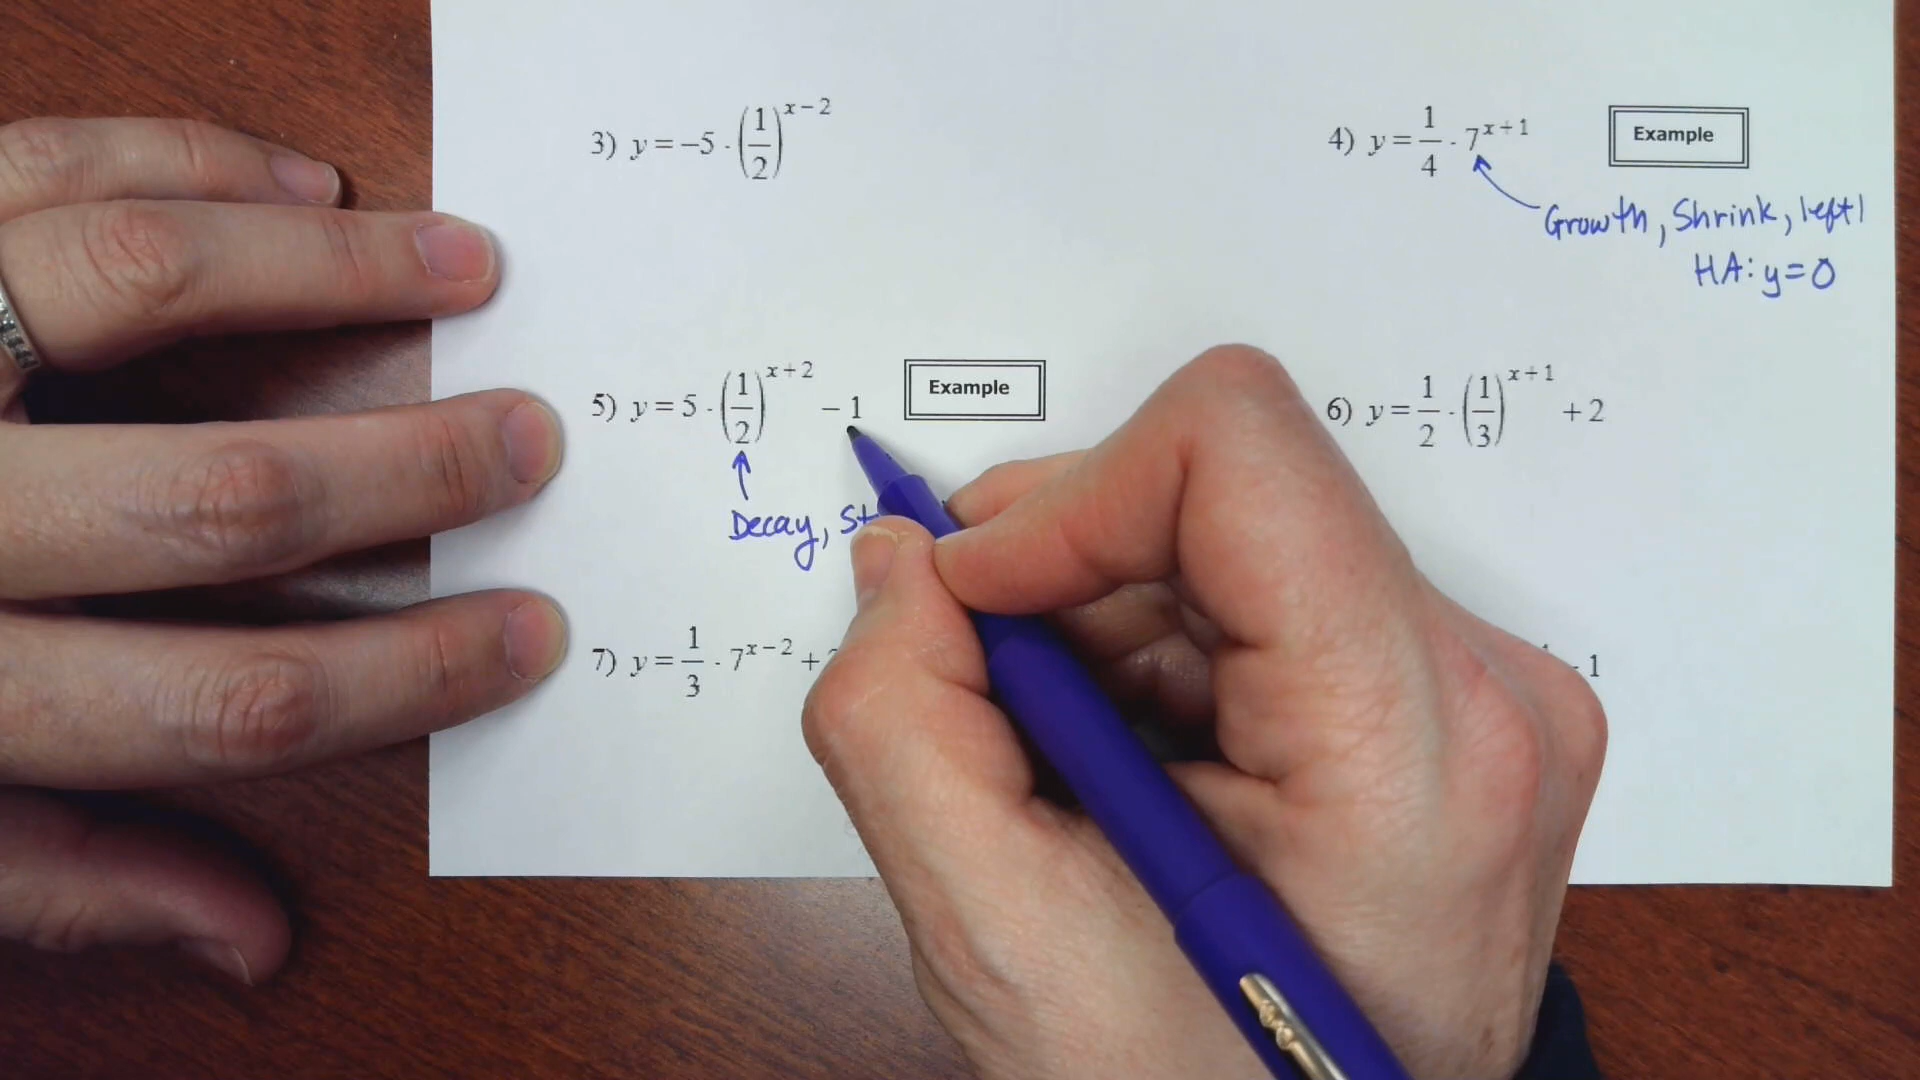 3) y = -5 · (1/2)^(x-2)
4) y = 1/4 · 7^(x+1)
Example
Growth, Shrink, left 1
HA: y=0
5) y = 5 · (1/2)^(x+2) - 1
Example
Decay, St
6) y = 1/2 · (1/3)^(x+1) + 2
7) y = 1/3 · 7^(x-2) +
- 1